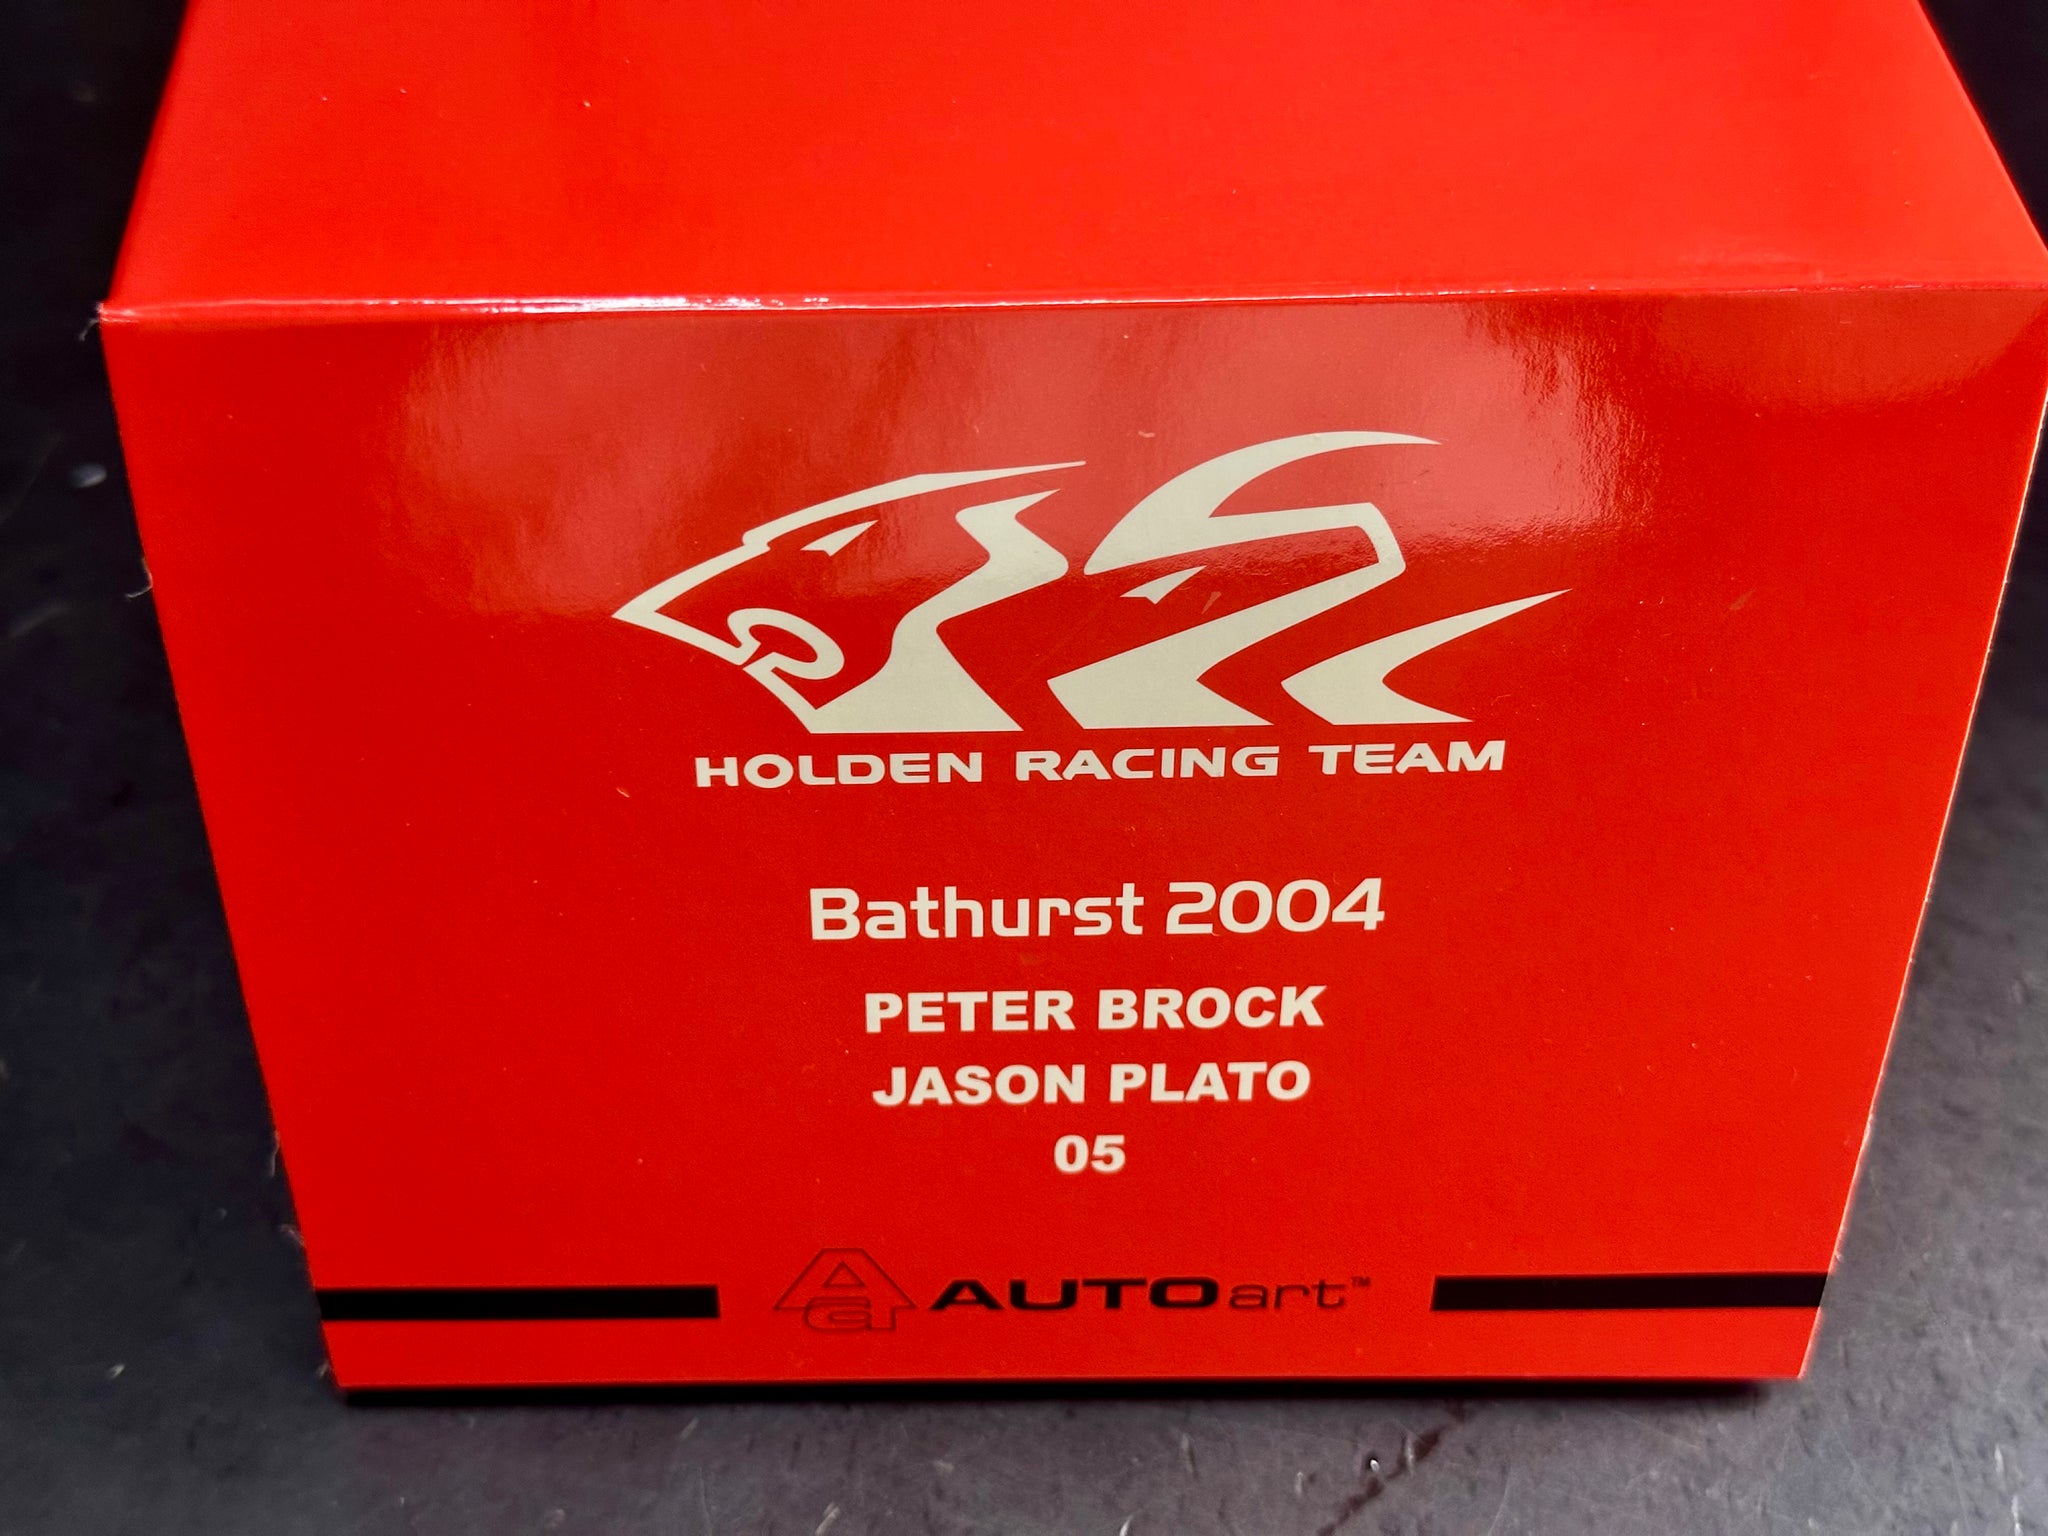 HOLDEN RACING TEAM
Bathurst 2004
PETER BROCK
JASON PLATO
05
AUTOart™